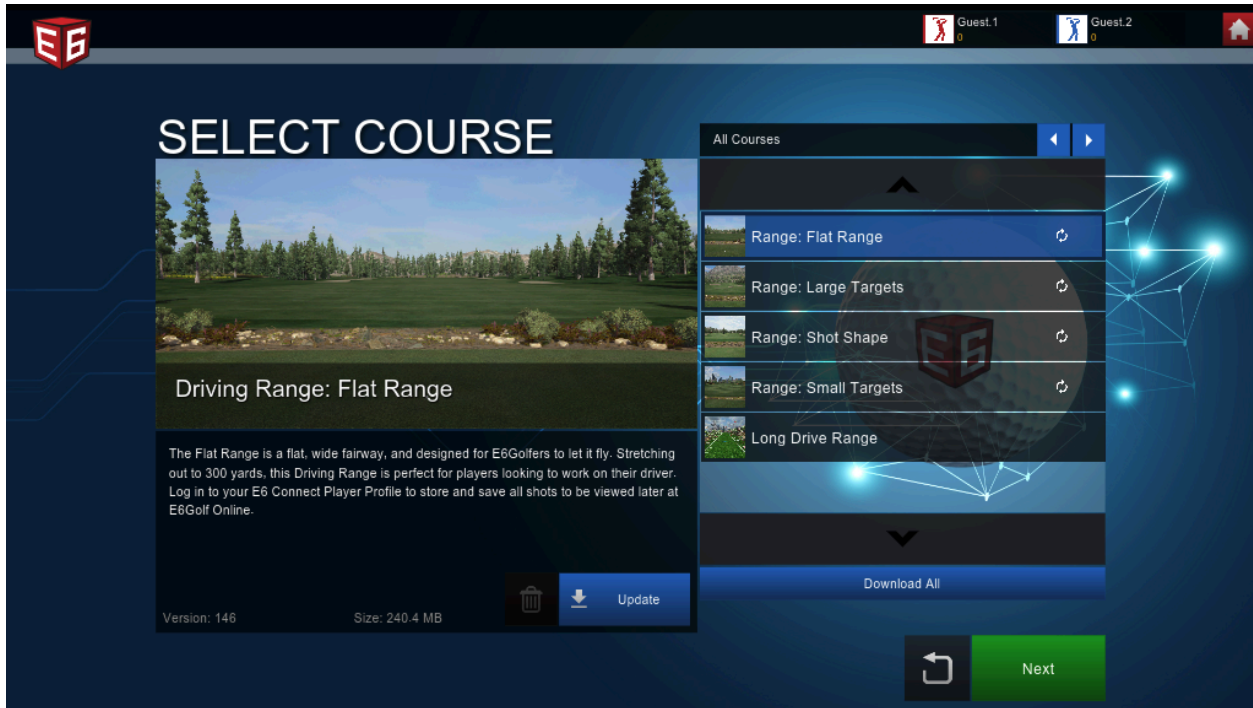 E6
Guest.1
0
Guest.2
0
SELECT COURSE
Driving Range: Flat Range
The Flat Range is a flat, wide fairway, and designed for E6Golfers to let it fly. Stretching
out to 300 yards, this Driving Range is perfect for players looking to work on their driver.
Log in to your E6 Connect Player Profile to store and save all shots to be viewed later at
E6Golf Online.
Version: 146
Size: 240.4 MB
Update
All Courses
Range: Flat Range
Range: Large Targets
Range: Shot Shape
E6
Range: Small Targets
Long Drive Range
Download All
Next